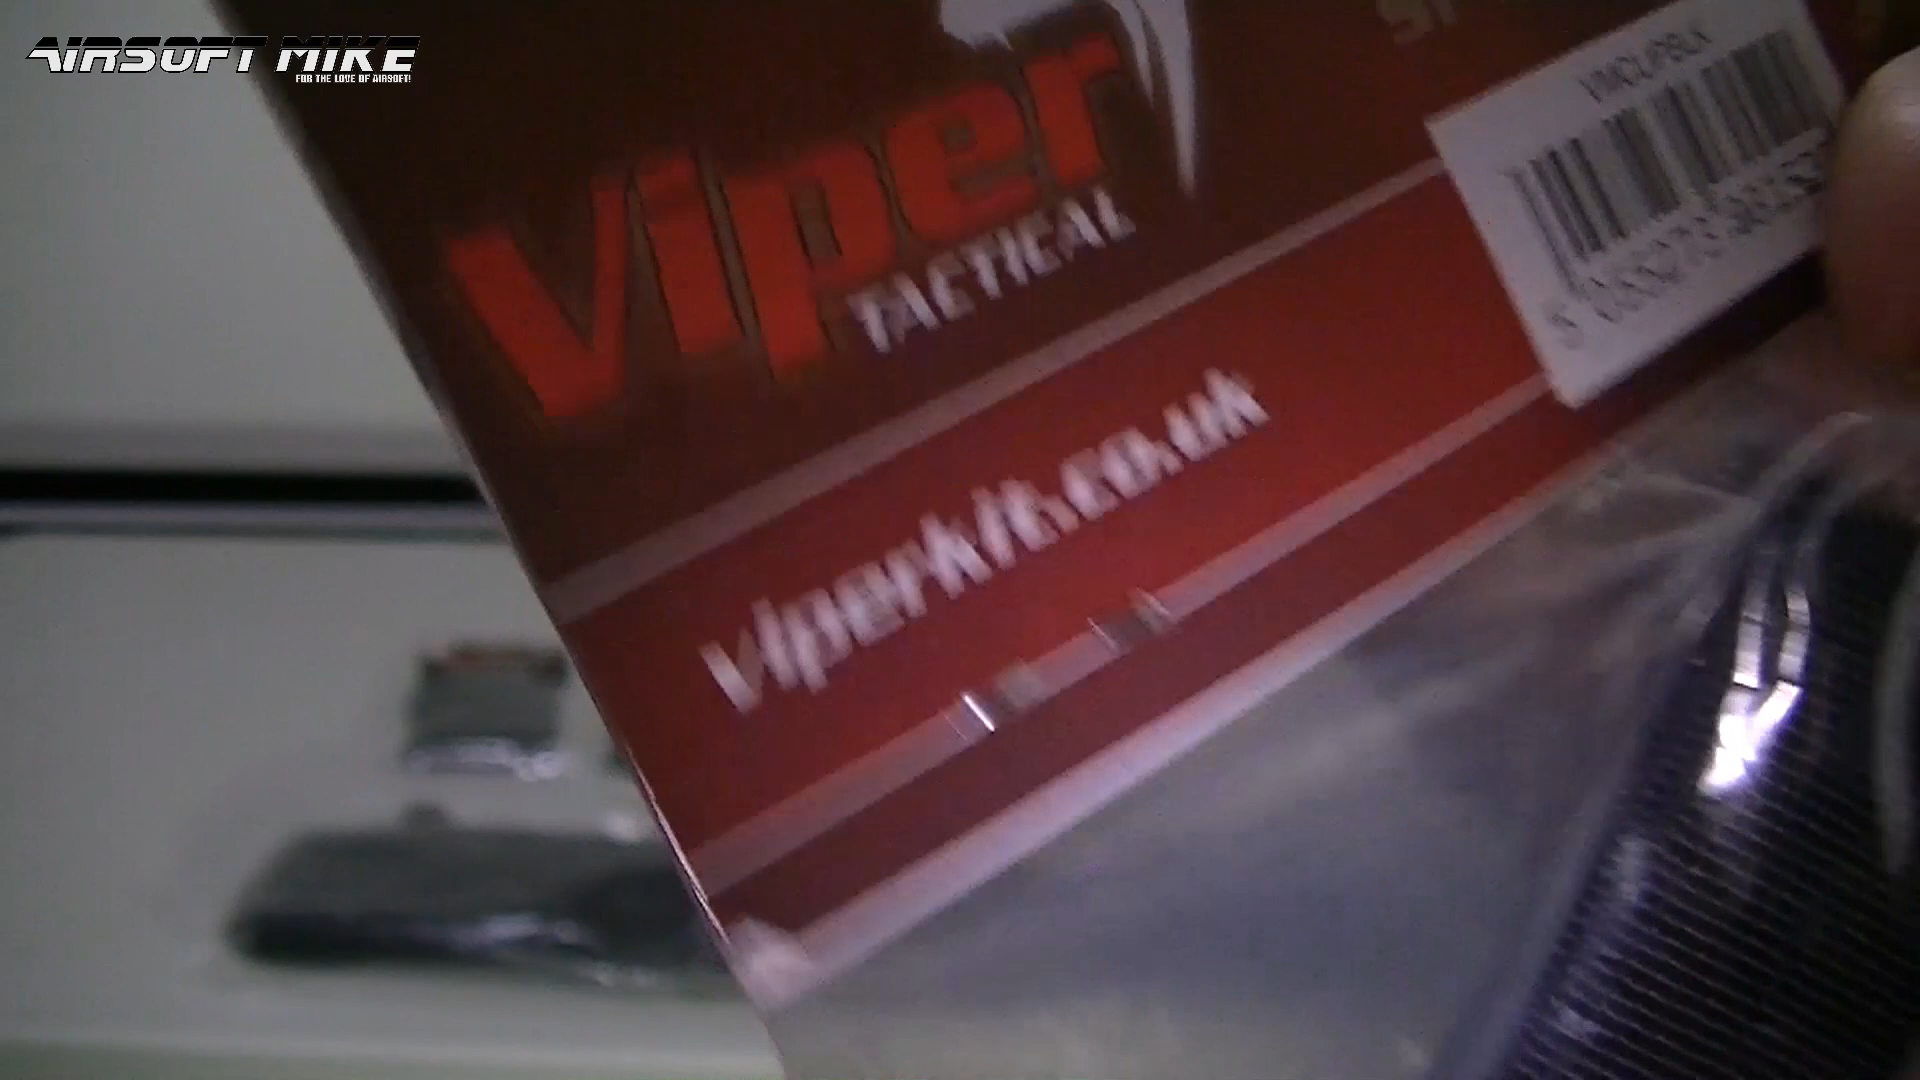 AIRSOFT MIKE
FOR THE LOVE OF AIRSOFT!
Viper
TACTICAL
viperkit.co.uk